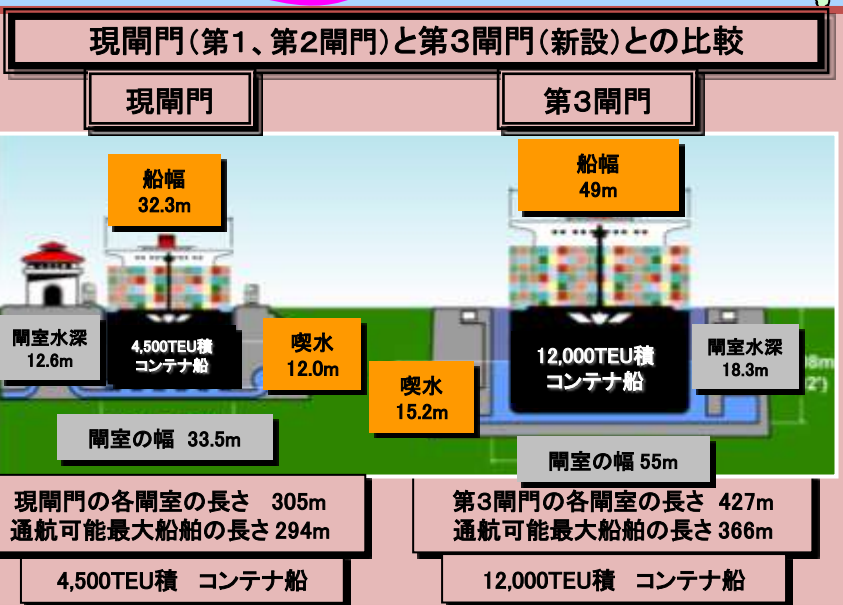 現閘門(第1、第2閘門)と第3閘門(新設)との比較
現閘門
第3閘門
船幅
32.3m
船幅
49m
閘室水深
12.6m
4,500TEU積
コンテナ船
喫水
12.0m
喫水
15.2m
12,000TEU積
コンテナ船
閘室水深
18.3m
閘室の幅 33.5m
閘室の幅 55m
現閘門の各閘室の長さ 305m
通航可能最大船舶の長さ 294m
第3閘門の各閘室の長さ 427m
通航可能最大船舶の長さ 366m
4,500TEU積 コンテナ船
12,000TEU積 コンテナ船